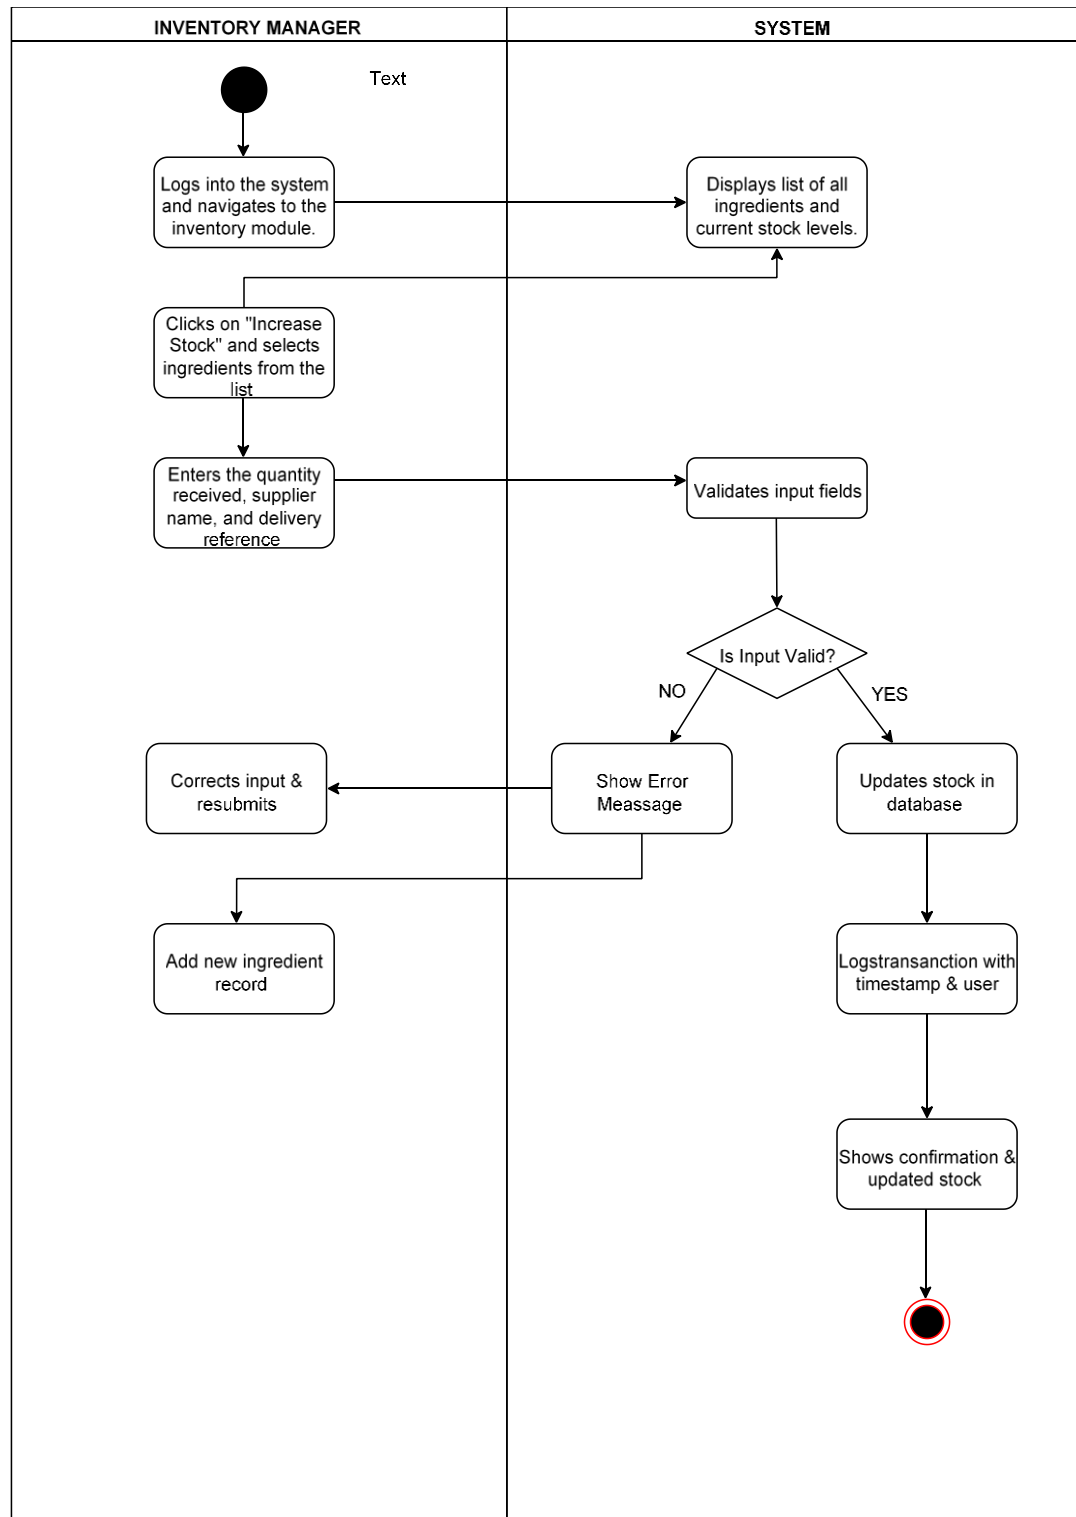 INVENTORY MANAGER
SYSTEM
Text
Logs into the system
and navigates to the
inventory module.
Displays list of all
ingredients and
current stock levels.
Clicks on "Increase
Stock" and selects
ingredients from the
list
Enters the quantity
received, supplier
name, and delivery
reference
Validates input fields
Is Input Valid?
NO
YES
Corrects input &
resubmits
Show Error
Meassage
Updates stock in
database
Add new ingredient
record
Logstransanction with
timestamp & user
Shows confirmation &
updated stock